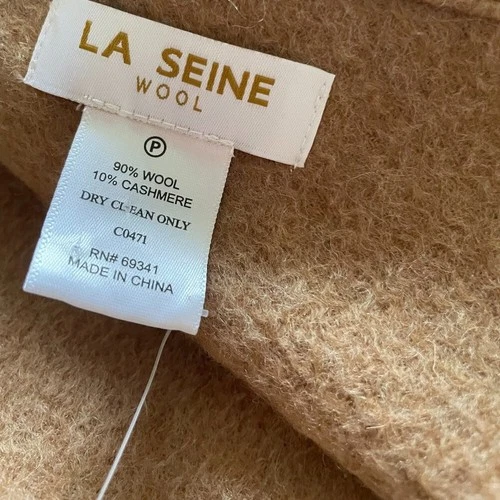 LA SEINE
WOOL
P
90% WOOL
10% CASHMERE
DRY CLEAN ONLY
C0471
RN# 69341
MADE IN CHINA